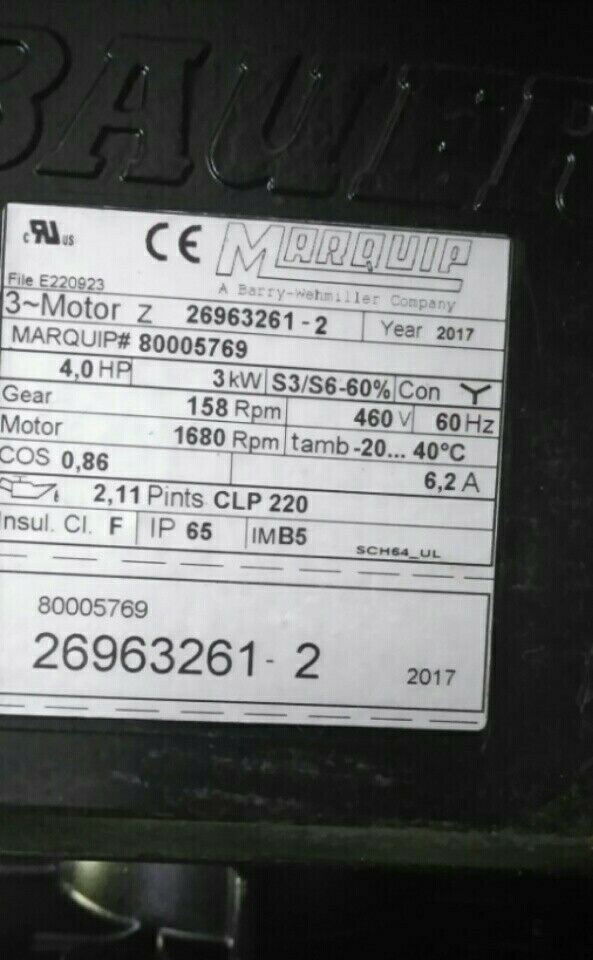 BAUER
c RU US CE MARQUIP
File E220923 A Barry-Wehmiller Company
3~Motor Z 26963261-2 Year 2017
MARQUIP# 80005769
4,0 HP 3 kW S3/S6-60% Con Y
Gear 158 Rpm 460 V 60 Hz
Motor 1680 Rpm tamb -20... 40°C
COS 0,86 6,2 A
2,11 Pints CLP 220
Insul. Cl. F IP 65 IM B5 SCH64_UL
80005769
26963261-2 2017